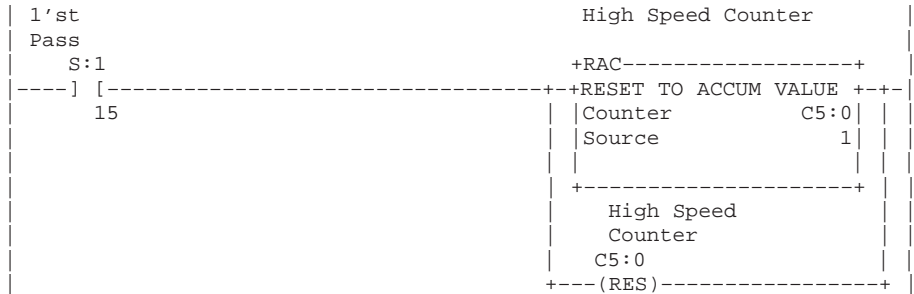 | 1'st                                              High Speed Counter      |
| Pass                                                                      |
|   S:1                                            +RAC------------------+  |
|----] [----------------------------------------+-+RESET TO ACCUM VALUE +-+-|
|     15                                        | |Counter          C5:0| | |
|                                               | |Source              1| | |
|                                               | |                     | | |
|                                               | +---------------------+ | |
|                                               |    High Speed           | |
|                                               |    Counter              | |
|                                               |   C5:0                  | |
|                                               +---(RES)-----------------+ |